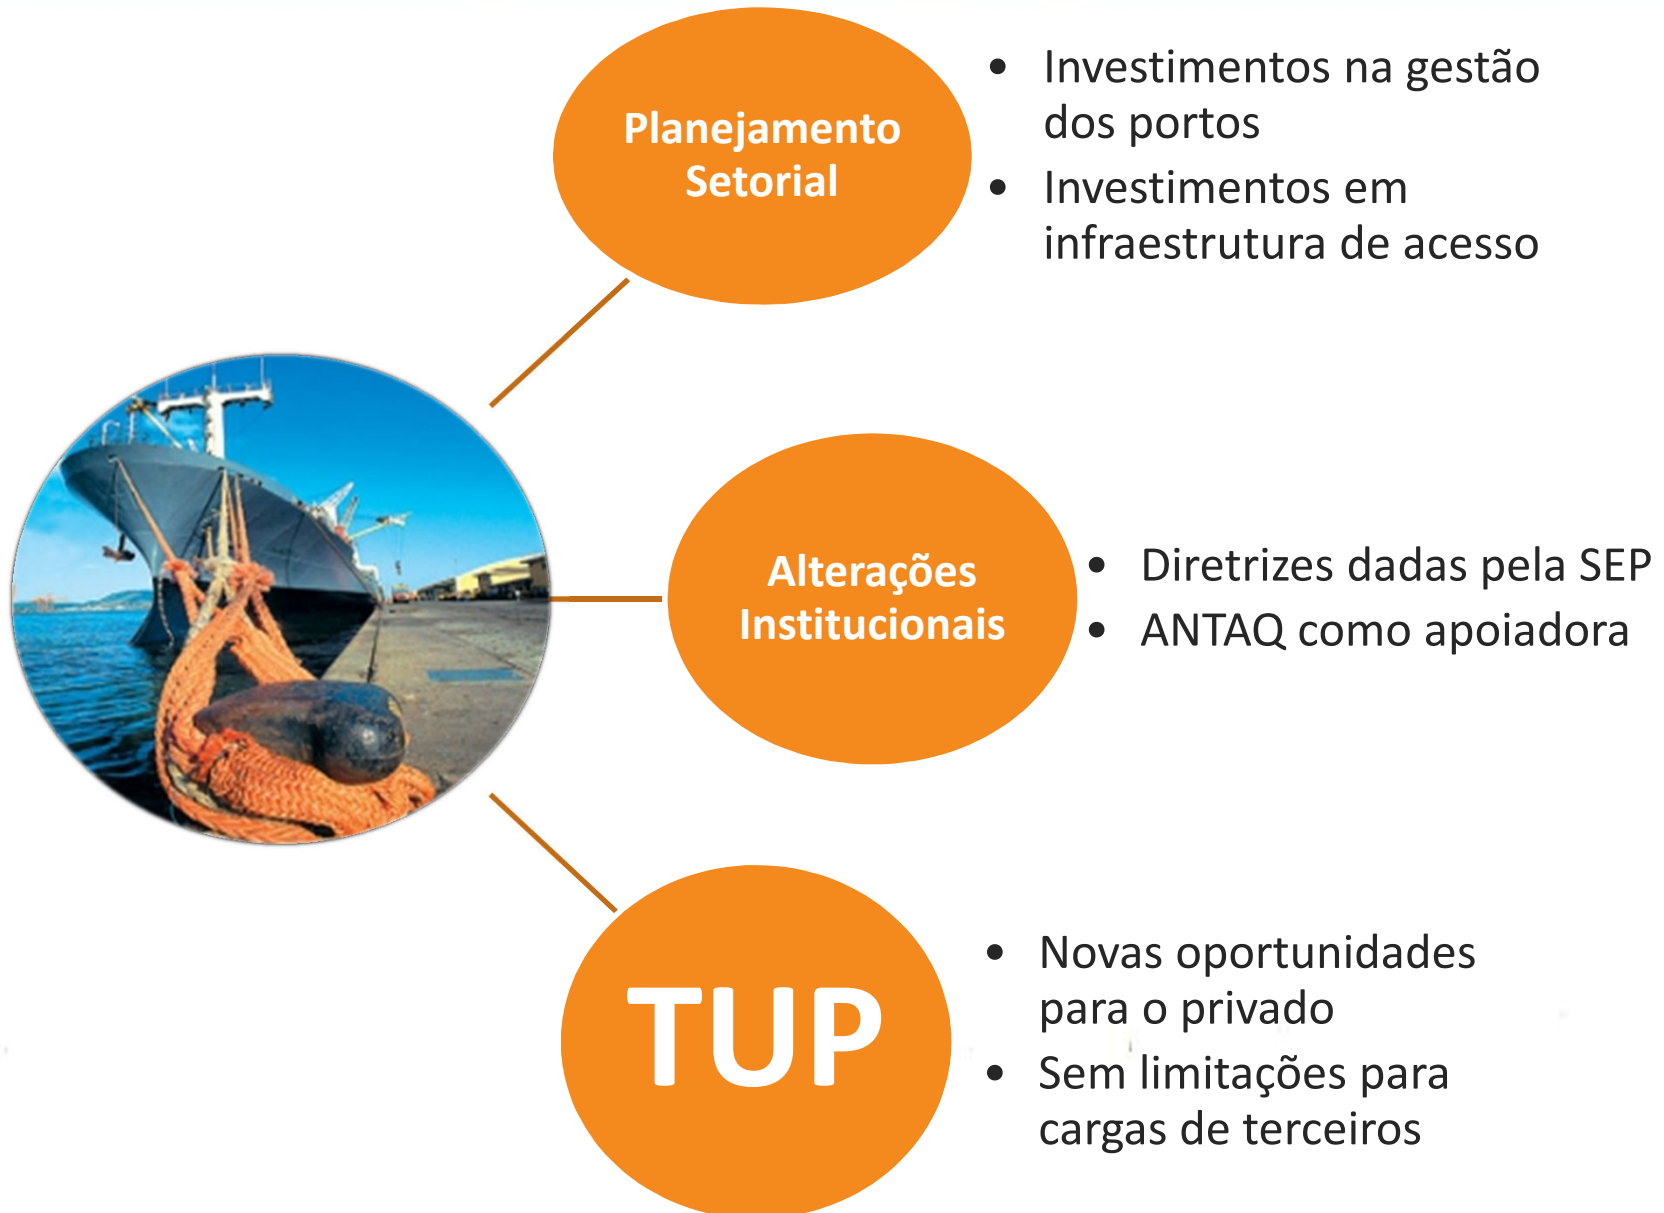 Planejamento
Setorial
• Investimentos na gestão
dos portos
• Investimentos em
infraestrutura de acesso
Alterações
Institucionais
• Diretrizes dadas pela SEP
• ANTAQ como apoiadora
TUP
• Novas oportunidades
para o privado
• Sem limitações para
cargas de terceiros